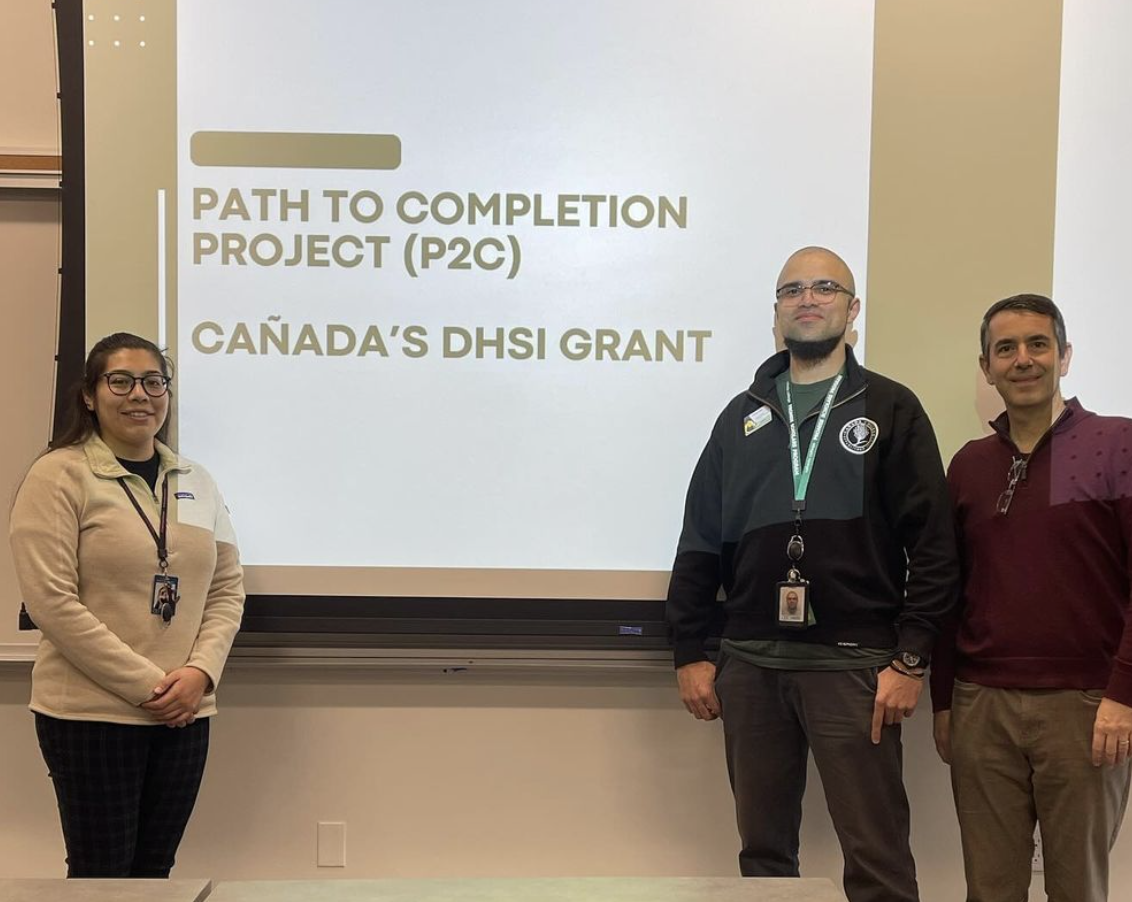 PATH TO COMPLETION
PROJECT (P2C)
CAÑADA'S DHSI GRANT